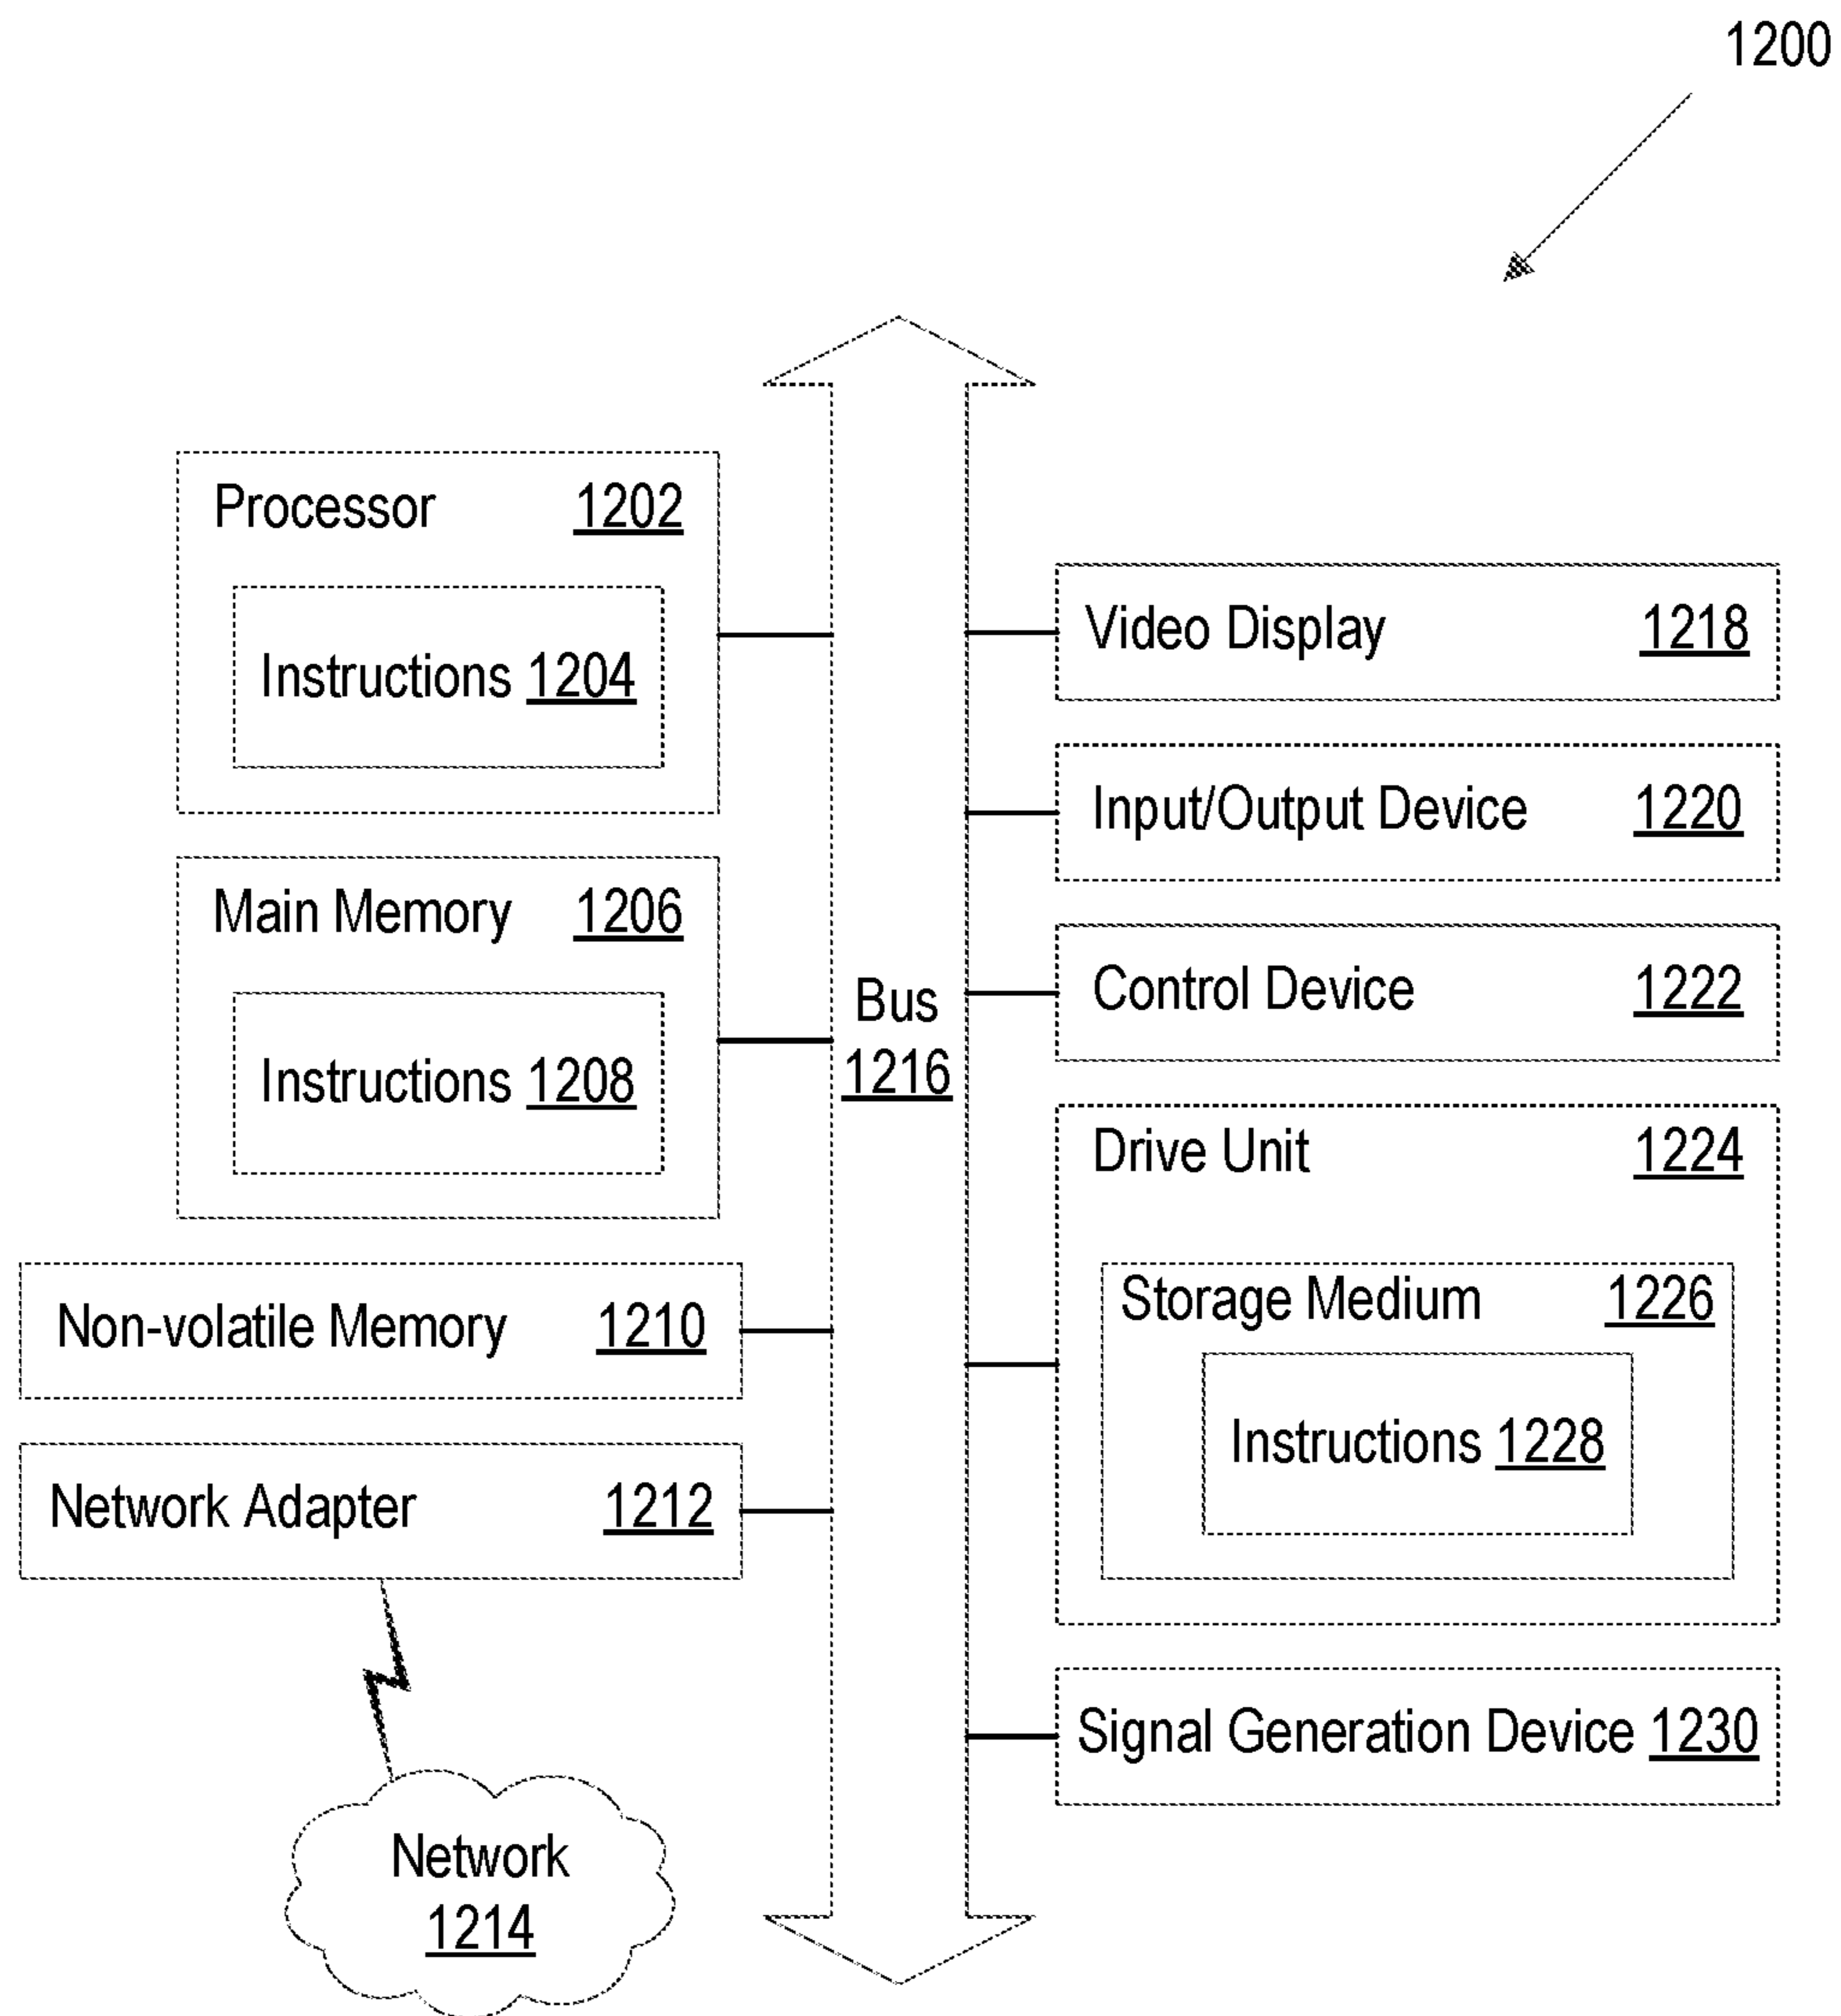 1200
Processor 1202
Instructions 1204
Main Memory 1206
Instructions 1208
Non-volatile Memory 1210
Network Adapter 1212
Network
1214
Bus
1216
Video Display 1218
Input/Output Device 1220
Control Device 1222
Drive Unit 1224
Storage Medium 1226
Instructions 1228
Signal Generation Device 1230